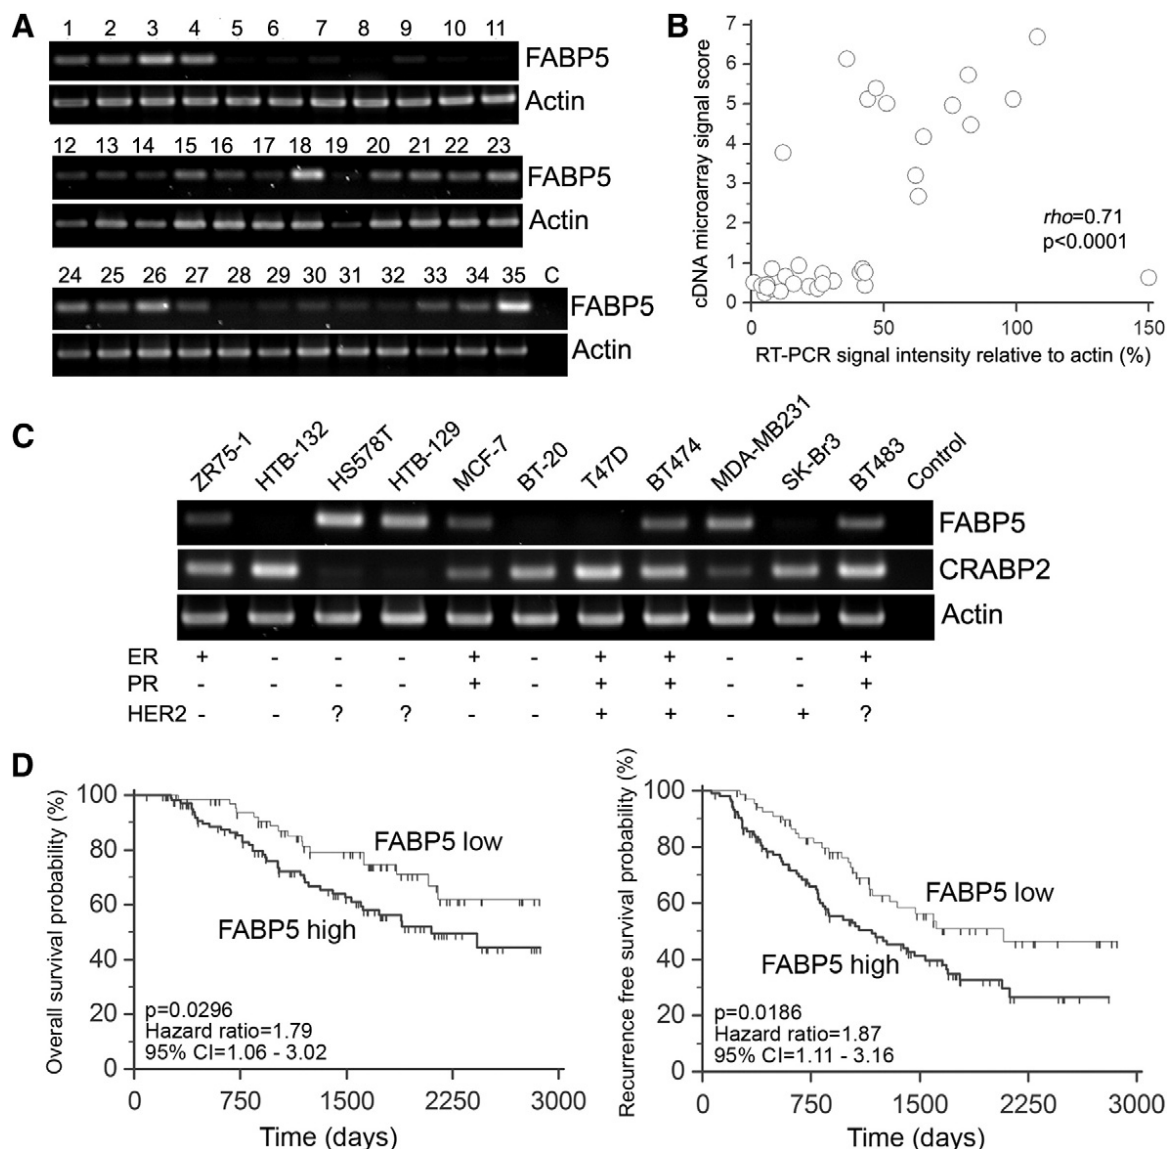 A
1 2 3 4 5 6 7 8 9 10 11
FABP5
Actin
12 13 14 15 16 17 18 19 20 21 22 23
FABP5
Actin
24 25 26 27 28 29 30 31 32 33 34 35 C
FABP5
Actin
B
cDNA microarray signal score
7
6
5
4
3
2
1
0
rho=0.71
p<0.0001
0 50 100 150
RT-PCR signal intensity relative to actin (%)
C
ZR75-1 HTB-132 HS578T HTB-129 MCF-7 BT-20 T47D BT474 MDA-MB231 SK-Br3 BT483 Control
FABP5
CRABP2
Actin
ER + - - - + - + + - - +
PR - - - - + - + + - - +
HER2 - - ? ? - - + + - + ?
D
Overall survival probability (%)
100
80
60
40
20
0
FABP5 low
FABP5 high
p=0.0296
Hazard ratio=1.79
95% CI=1.06 - 3.02
0 750 1500 2250 3000
Time (days)
Recurrence free survival probability (%)
100
80
60
40
20
0
FABP5 low
FABP5 high
p=0.0186
Hazard ratio=1.87
95% CI=1.11 - 3.16
0 750 1500 2250 3000
Time (days)